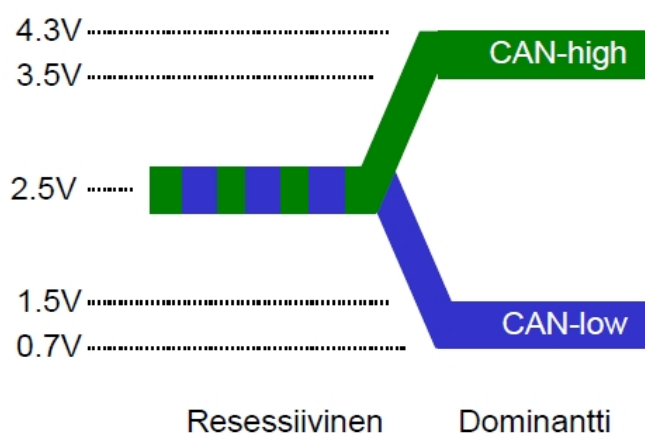 4.3V
CAN-high
3.5V
2.5V
1.5V
CAN-low
0.7V
Resessiivinen Dominantti